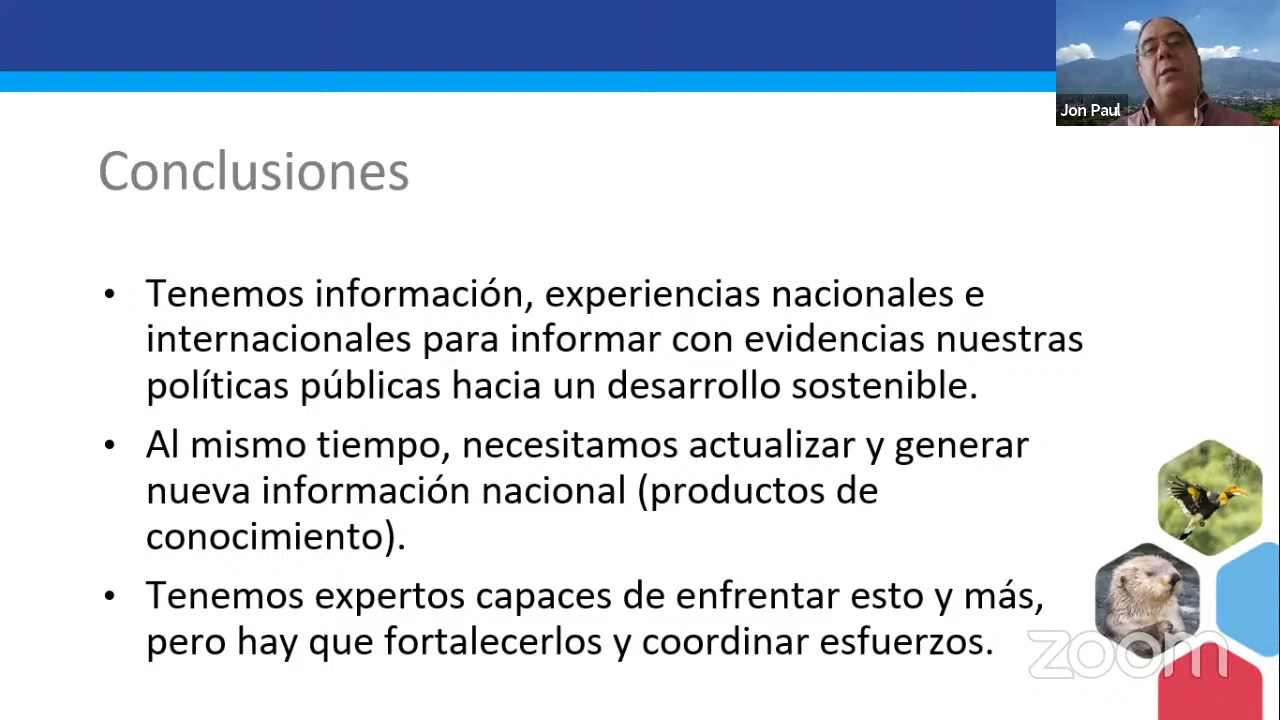 Jon Paul
Conclusiones
• Tenemos información, experiencias nacionales e
internacionales para informar con evidencias nuestras
políticas públicas hacia un desarrollo sostenible.
• Al mismo tiempo, necesitamos actualizar y generar
nueva información nacional (productos de
conocimiento).
• Tenemos expertos capaces de enfrentar esto y más,
pero hay que fortalecerlos y coordinar esfuerzos.
zoom